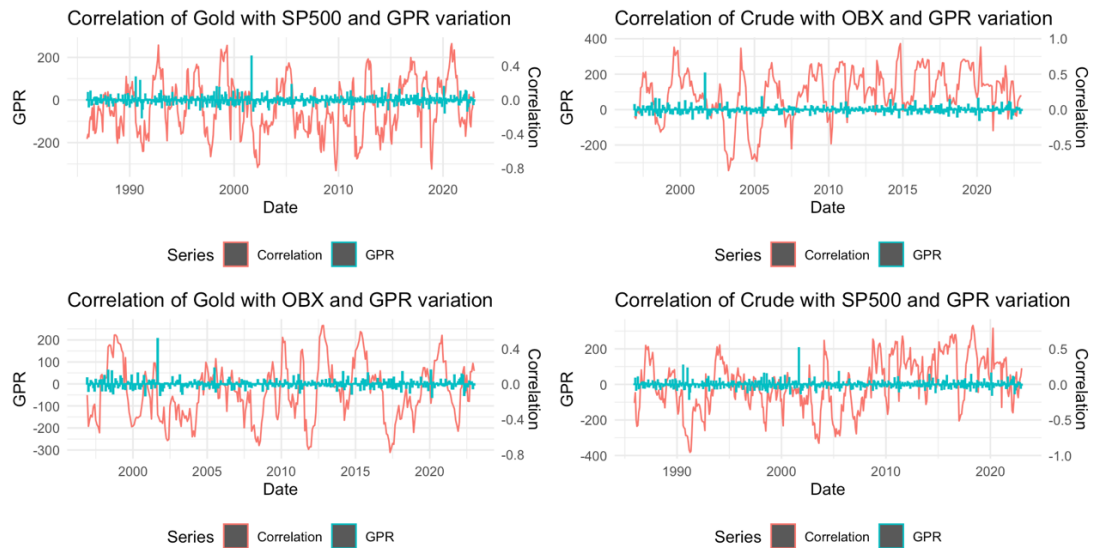 Correlation of Gold with SP500 and GPR variation
200
0
-200
GPR
0.4
0.0
-0.4
-0.8
Correlation
1990
2000
2010
2020
Date
Series Correlation GPR
Correlation of Crude with OBX and GPR variation
400
200
0
-200
GPR
1.0
0.5
0.0
-0.5
Correlation
2000
2005
2010
2015
2020
Date
Series Correlation GPR
Correlation of Gold with OBX and GPR variation
200
100
0
-100
-200
-300
GPR
0.4
0.0
-0.4
-0.8
Correlation
2000
2005
2010
2015
2020
Date
Series Correlation GPR
Correlation of Crude with SP500 and GPR variation
200
0
-200
-400
GPR
0.5
0.0
-0.5
-1.0
Correlation
1990
2000
2010
2020
Date
Series Correlation GPR